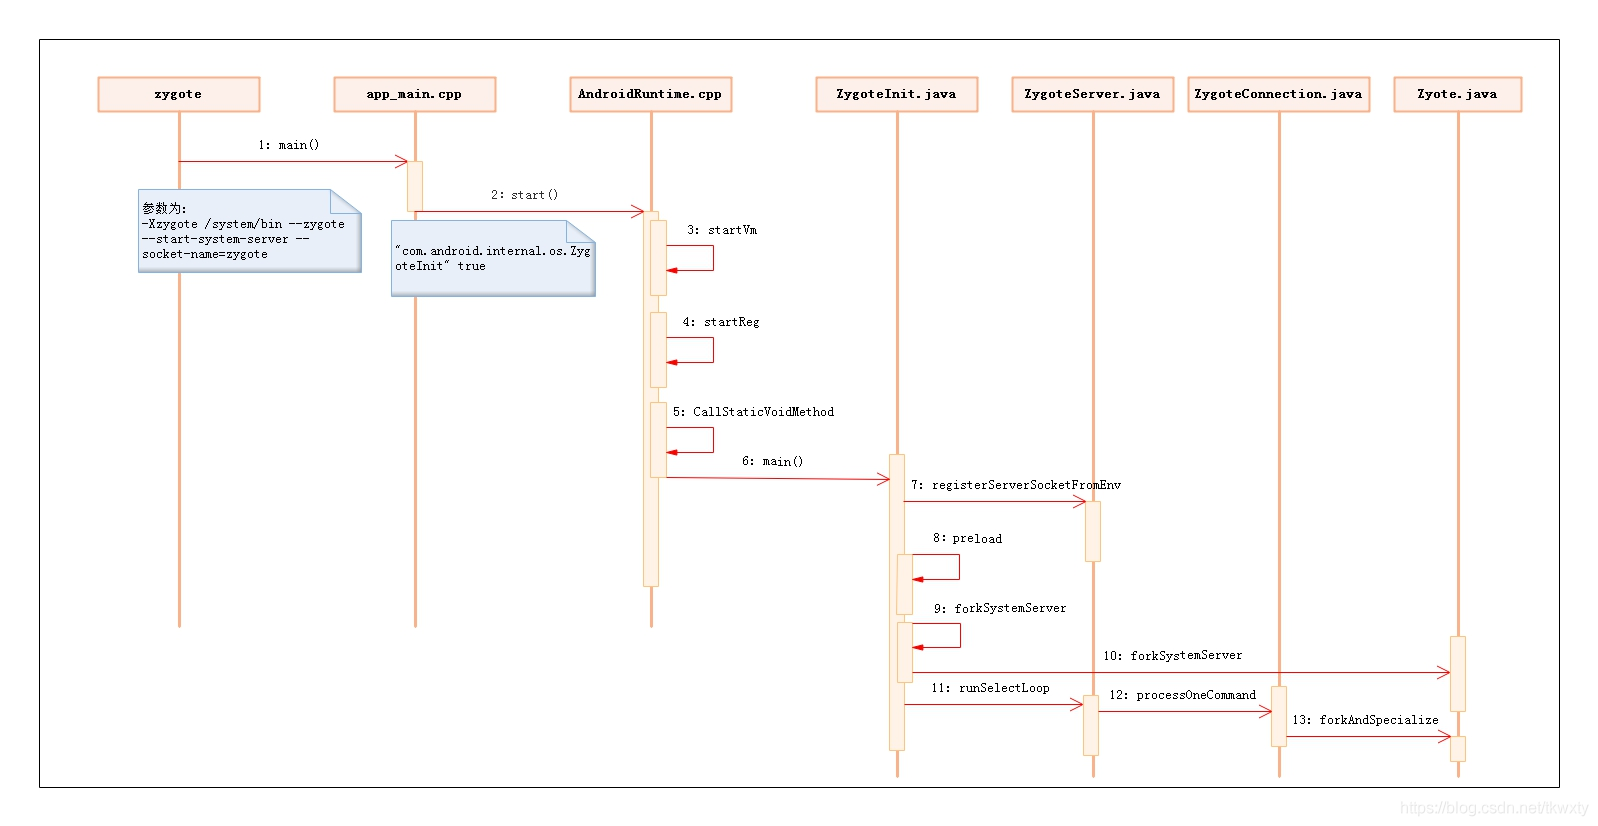 zygote
app_main.cpp
AndroidRuntime.cpp
ZygoteInit.java
ZygoteServer.java
ZygoteConnection.java
Zyote.java
1: main()
参数为:
-Xzygote /system/bin --zygote
--start-system-server --
socket-name=zygote
2: start()
"com.android.internal.os.Zyg
oteInit" true
3: startVm
4: startReg
5: CallStaticVoidMethod
6: main()
7: registerServerSocketFromEnv
8: preload
9: forkSystemServer
10: forkSystemServer
11: runSelectLoop
12: processOneCommand
13: forkAndSpecialize
https://blog.csdn.net/tkwxty